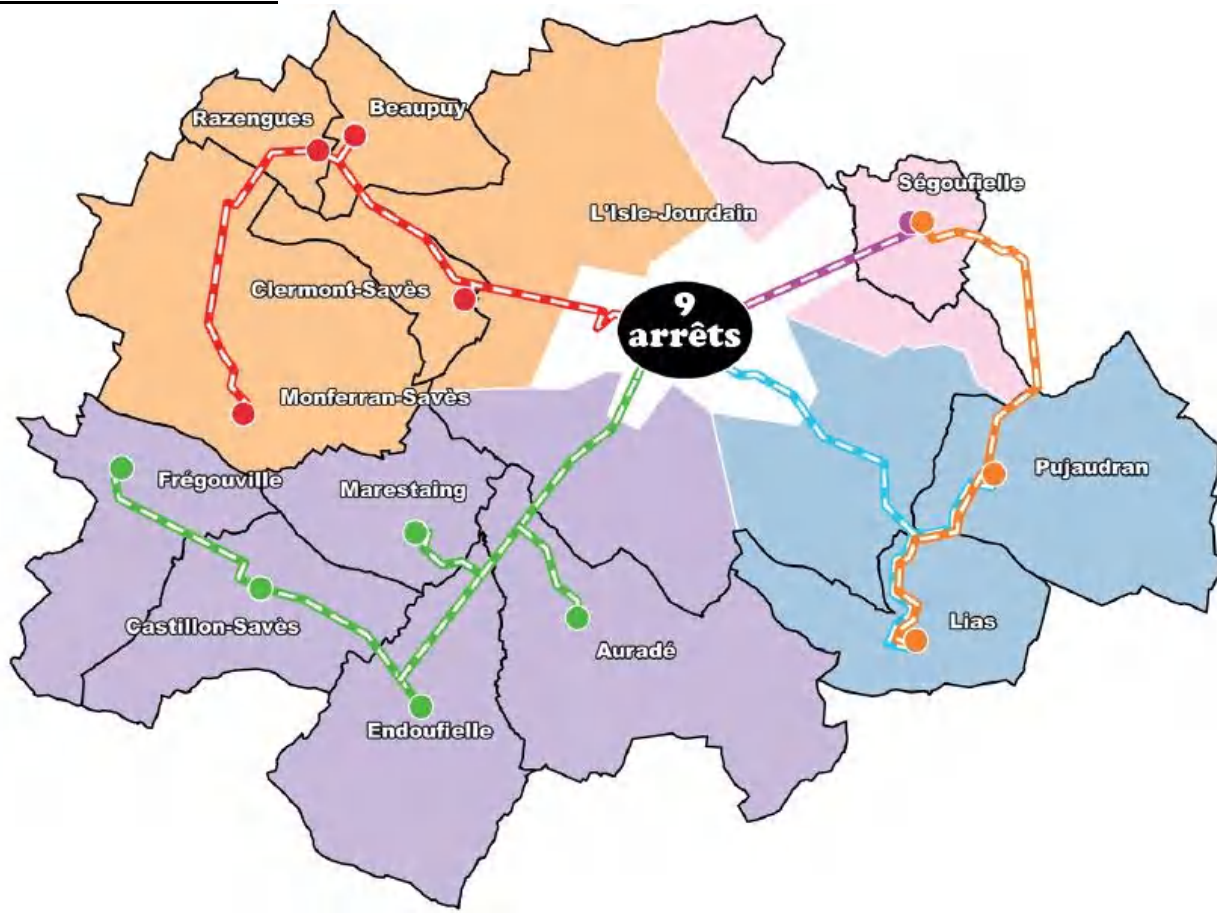 Beaupuy
Razengues
Ségoufielle
L'Isle-Jourdain
Clermont-Savès
9
arrêts
Monferran-Savès
Frégouville
Marestaing
Pujaudran
Castillon-Savès
Auradé
Lias
Endoufielle